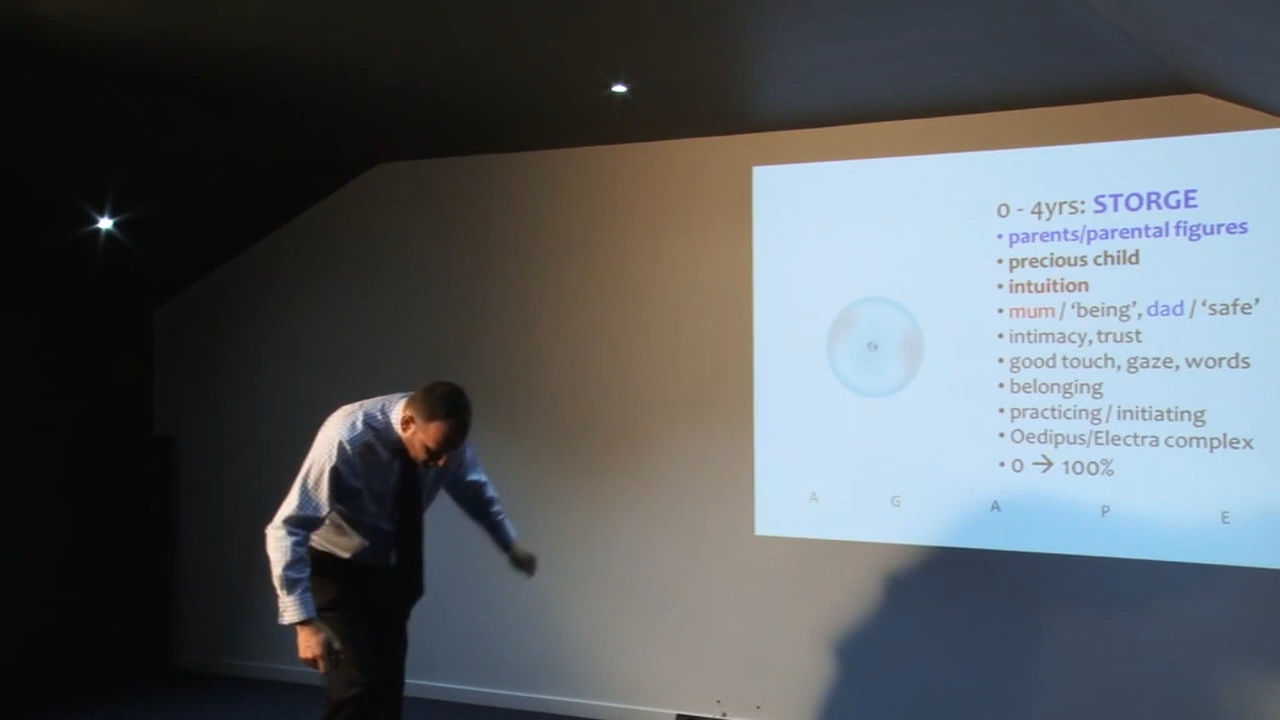 0 - 4yrs: STORGE
• parents/parental figures
• precious child
• intuition
• mum / ‘being’, dad / ‘safe’
• intimacy, trust
• good touch, gaze, words
• belonging
• practicing / initiating
• Oedipus/Electra complex
• 0 → 100%
A G A P E